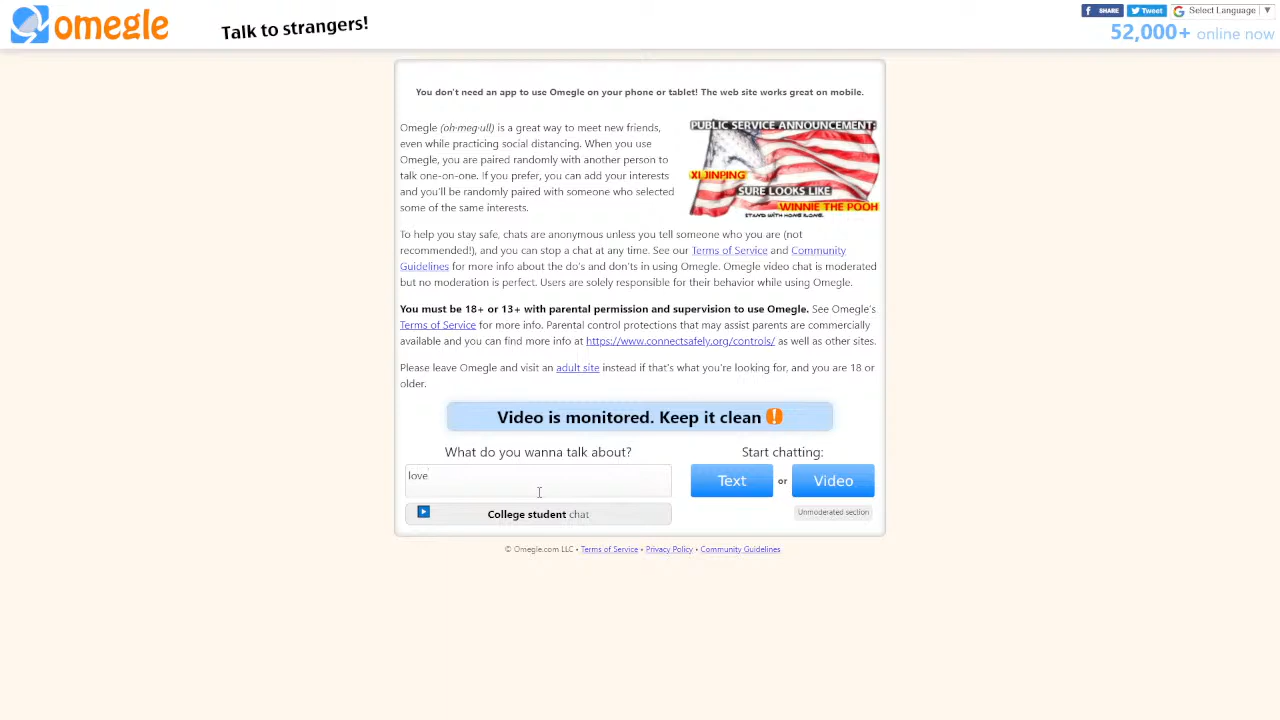 omegle
Talk to strangers!
SHARE
Tweet
Select Language
52,000+ online now
You don't need an app to use Omegle on your phone or tablet! The web site works great on mobile.
Omegle (oh·meg·ull) is a great way to meet new friends,
even while practicing social distancing. When you use
Omegle, you are paired randomly with another person to
talk one-on-one. If you prefer, you can add your interests
and you'll be randomly paired with someone who selected
some of the same interests.
PUBLIC SERVICE ANNOUNCEMENT:
XI JINPING
SURE LOOKS LIKE
WINNIE THE POOH
STAND WITH HONG KONG.
To help you stay safe, chats are anonymous unless you tell someone who you are (not
recommended!), and you can stop a chat at any time. See our Terms of Service and Community
Guidelines for more info about the do's and don'ts in using Omegle. Omegle video chat is moderated
but no moderation is perfect. Users are solely responsible for their behavior while using Omegle.
You must be 18+ or 13+ with parental permission and supervision to use Omegle. See Omegle's
Terms of Service for more info. Parental control protections that may assist parents are commercially
available and you can find more info at https://www.connectsafely.org/controls/ as well as other sites.
Please leave Omegle and visit an adult site instead if that's what you're looking for, and you are 18 or
older.
Video is monitored. Keep it clean !
What do you wanna talk about?
Start chatting:
love
Text or Video
College student chat
Unmoderated section
© Omegle.com LLC • Terms of Service • Privacy Policy • Community Guidelines